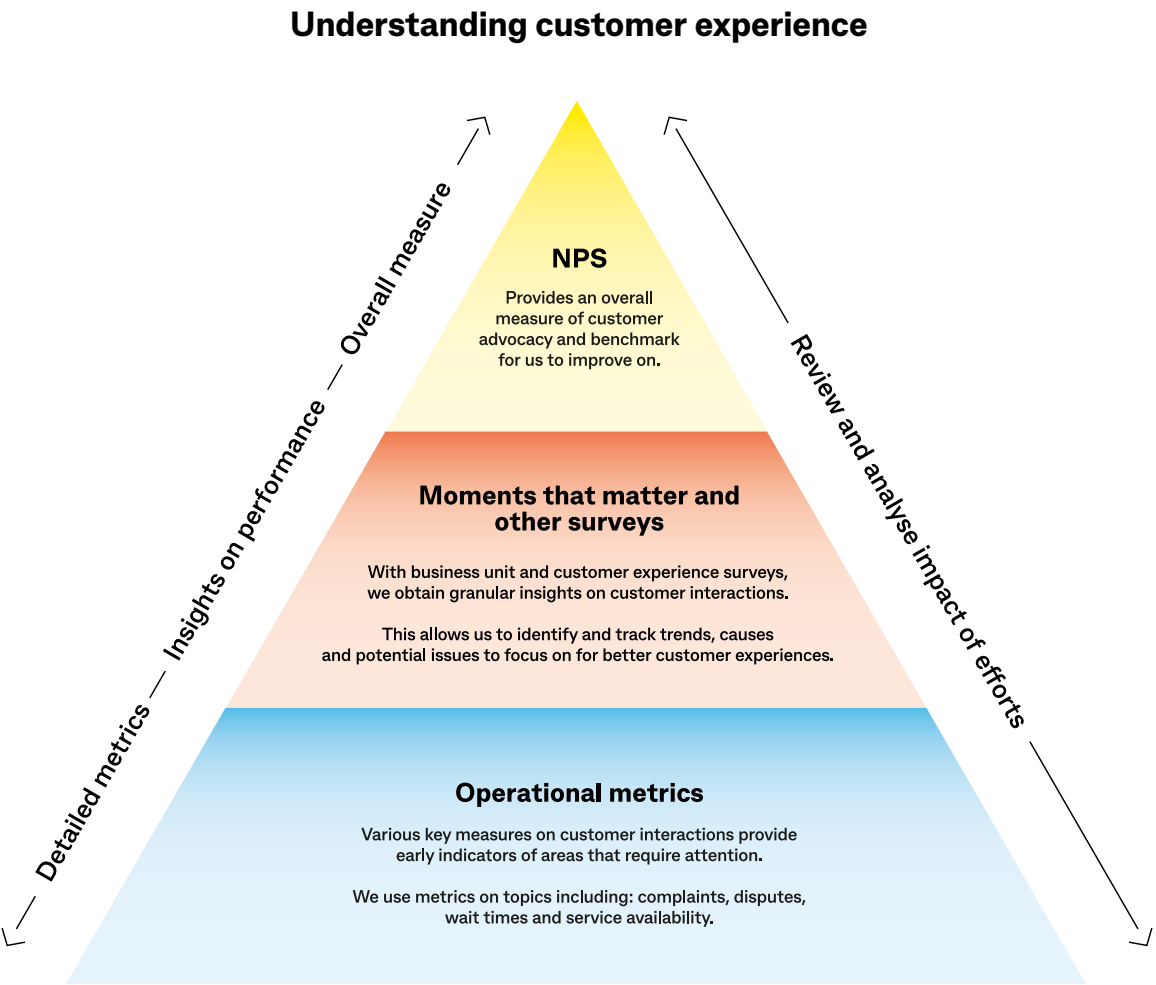 Understanding customer experience
Overall measure
Insights on performance
Detailed metrics
Review and analyse impact of efforts
NPS
Provides an overall
measure of customer
advocacy and benchmark
for us to improve on.
Moments that matter and
other surveys
With business unit and customer experience surveys,
we obtain granular insights on customer interactions.
This allows us to identify and track trends, causes
and potential issues to focus on for better customer experiences.
Operational metrics
Various key measures on customer interactions provide
early indicators of areas that require attention.
We use metrics on topics including: complaints, disputes,
wait times and service availability.